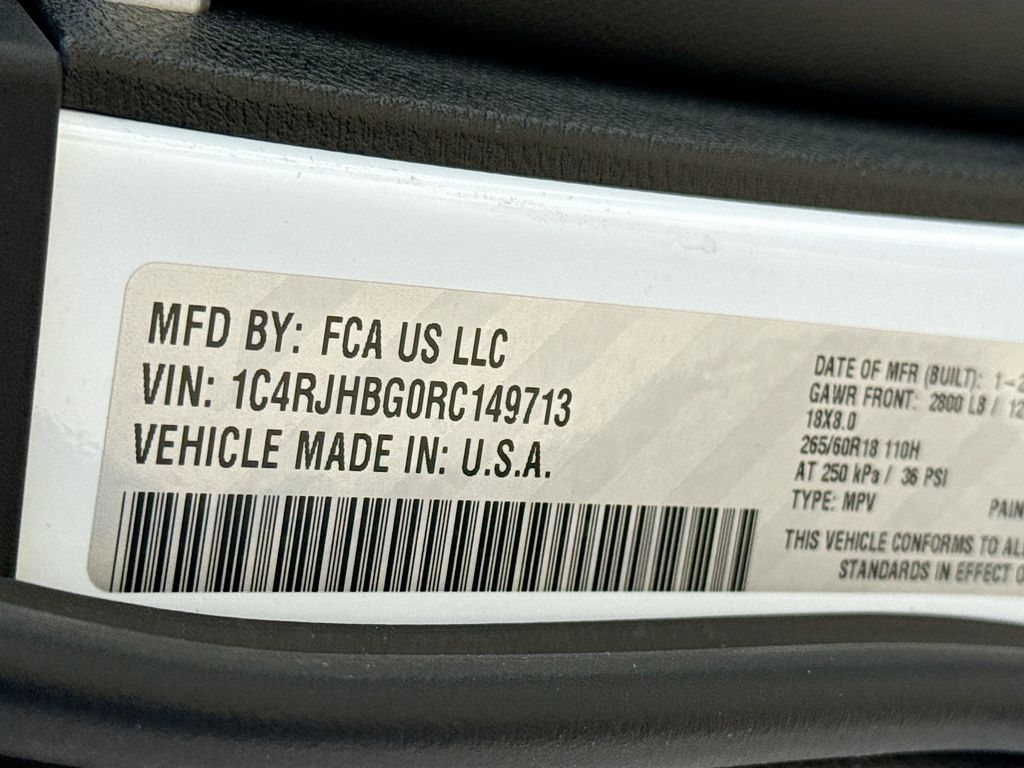 MFD BY: FCA US LLC
VIN: 1C4RJHBG0RC149713
VEHICLE MADE IN: U.S.A.
DATE OF MFR (BUILT): 1-2
GAWR FRONT: 2800 LB / 12
18X8.0
265/60R18 110H
AT 250 kPa / 36 PSI
TYPE: MPV
PAIN
THIS VEHICLE CONFORMS TO AL
STANDARDS IN EFFECT O